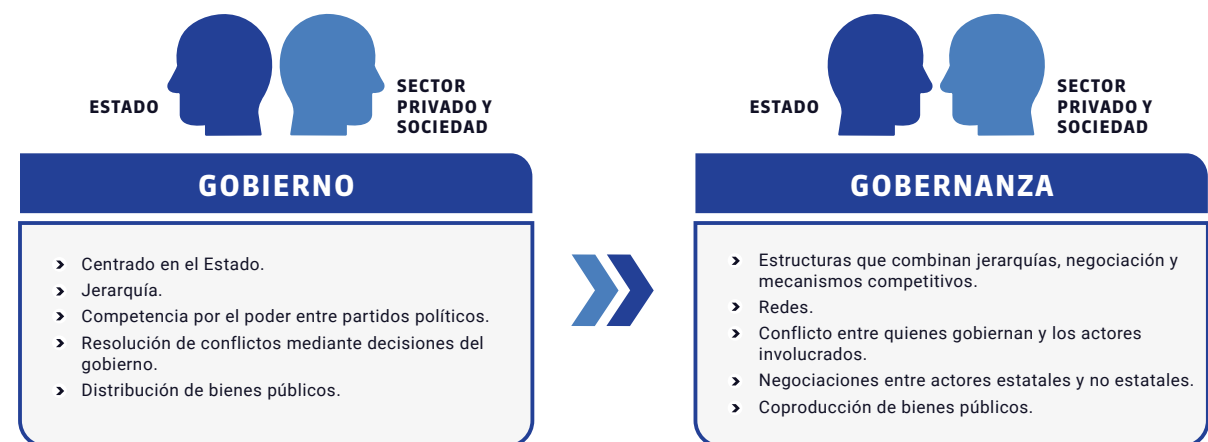 ESTADO
SECTOR
PRIVADO Y
SOCIEDAD
GOBIERNO
Centrado en el Estado.
Jerarquía.
Competencia por el poder entre partidos políticos.
Resolución de conflictos mediante decisiones del
gobierno.
Distribución de bienes públicos.
ESTADO
SECTOR
PRIVADO Y
SOCIEDAD
GOBERNANZA
Estructuras que combinan jerarquías, negociación y
mecanismos competitivos.
Redes.
Conflicto entre quienes gobiernan y los actores
involucrados.
Negociaciones entre actores estatales y no estatales.
Coproducción de bienes públicos.